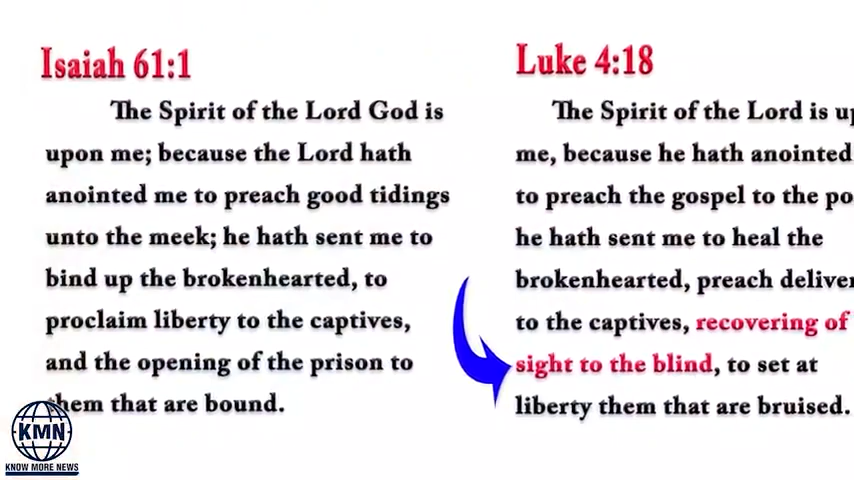 Isaiah 61:1
The Spirit of the Lord God is
upon me; because the Lord hath
anointed me to preach good tidings
unto the meek; he hath sent me to
bind up the brokenhearted, to
proclaim liberty to the captives,
and the opening of the prison to
them that are bound.
Luke 4:18
The Spirit of the Lord is
me, because he hath anointed
to preach the gospel to the
he hath sent me to heal the
brokenhearted, preach
to the captives, recovering of
sight to the blind, to set at
liberty them that are bruised.
KMN
KNOW MORE NEWS